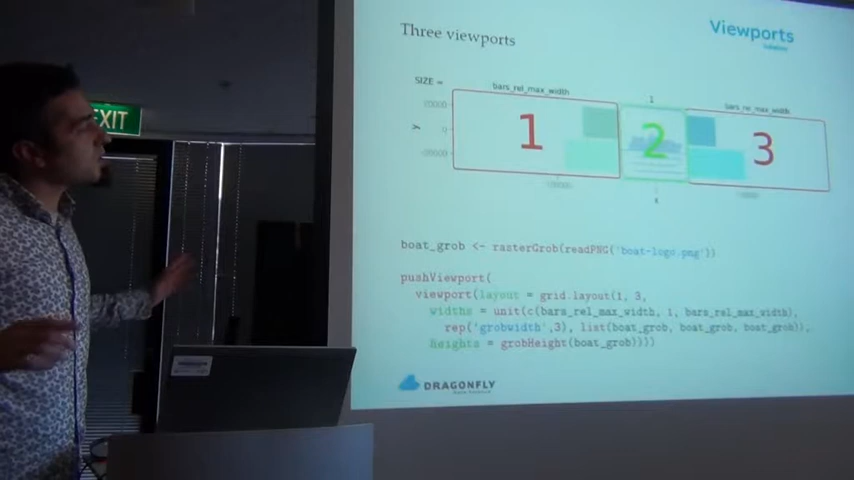 Three viewports
Viewports
SIZE =
bars_rel_max_width
1
bars_re_max_width
y
1
2
3
EXIT
boat_grob <- rasterGrob(readPNG('boat-logo.png'))
pushViewport(
viewport(layout = grid.layout(1, 3,
widths = unit(c(bars_rel_max_width, 1, bars_rel_max_width),
rep('grobwidth',3), list(boat_grob, boat_grob, boat_grob)),
heights = grobHeight(boat_grob))))
DRAGONFLY